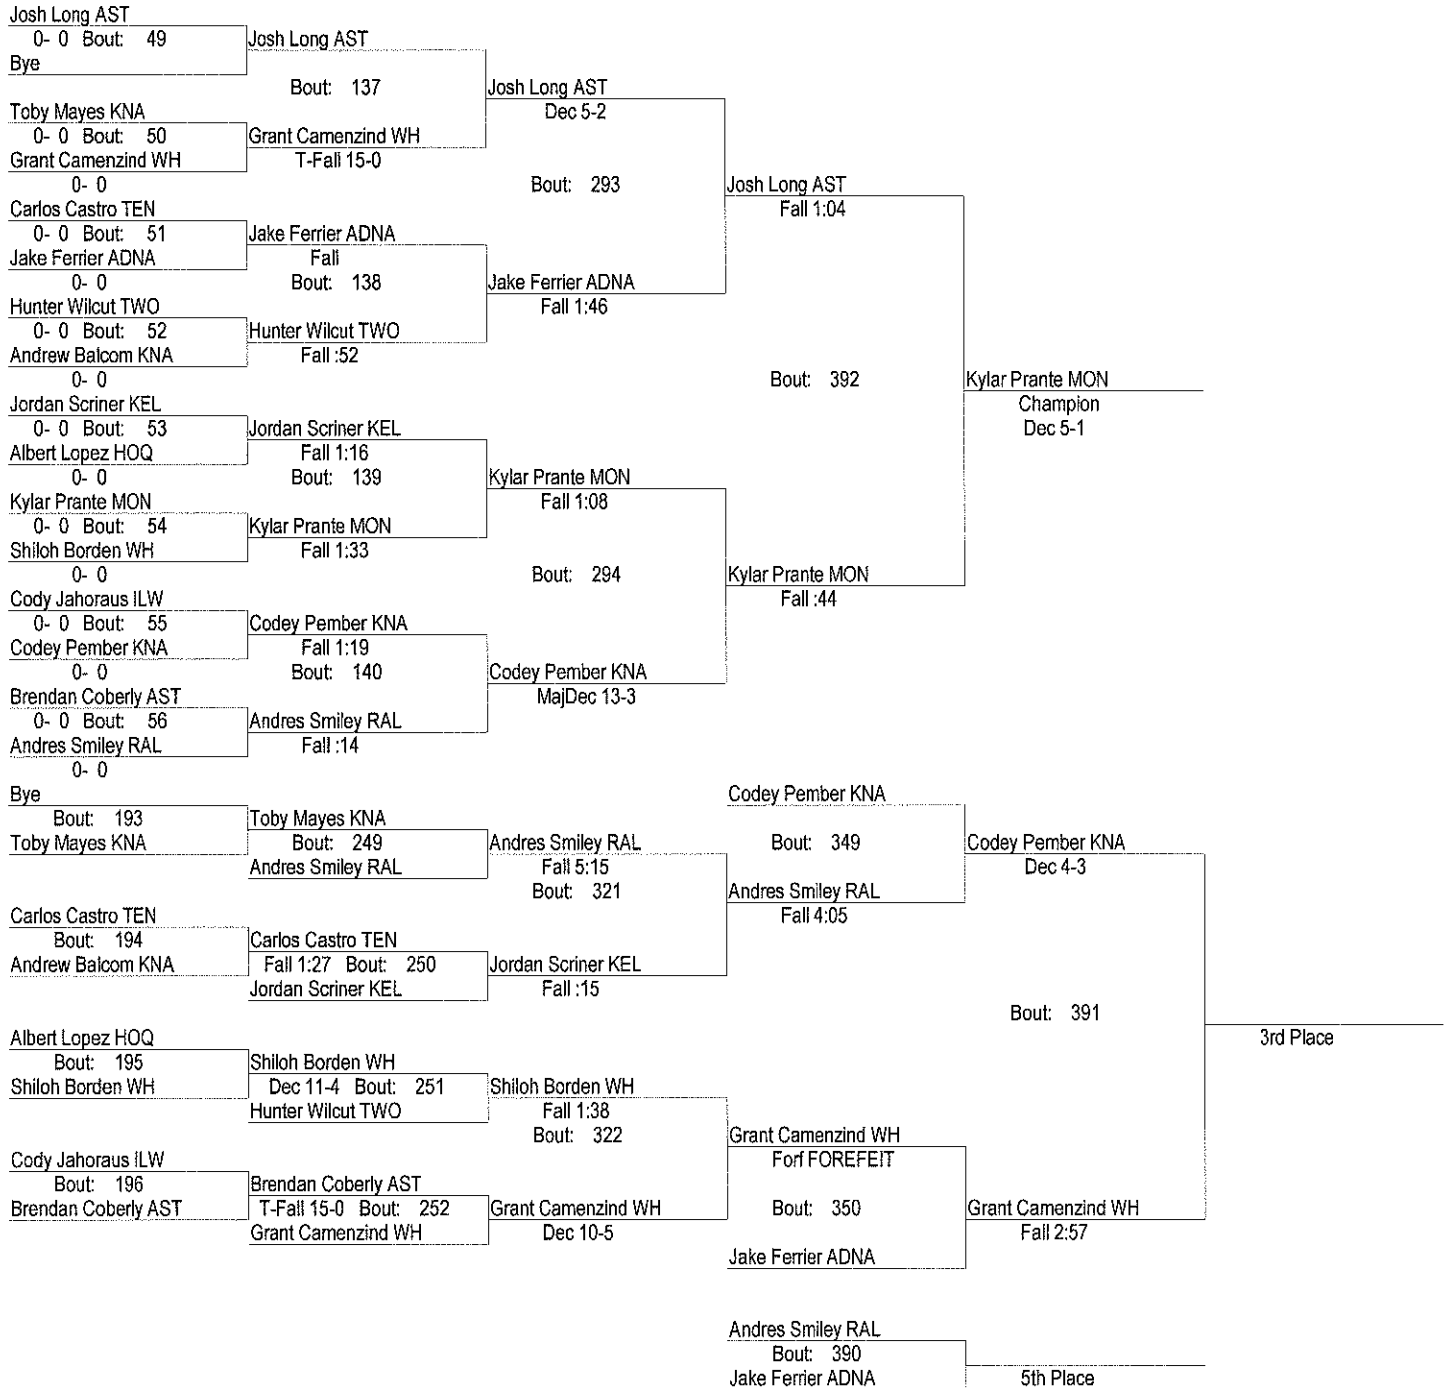 Josh Long AST
0- 0 Bout: 49
Bye
Josh Long AST
Bout: 137
Josh Long AST
Dec 5-2
Toby Mayes KNA
0- 0 Bout: 50
Grant Camenzind WH
Grant Camenzind WH
T-Fall 15-0
0- 0
Bout: 293
Josh Long AST
Fall 1:04
Carlos Castro TEN
0- 0 Bout: 51
Jake Ferrier ADNA
Jake Ferrier ADNA
Fall
0- 0
Bout: 138
Jake Ferrier ADNA
Fall 1:46
Hunter Wilcut TWO
0- 0 Bout: 52
Hunter Wilcut TWO
Andrew Balcom KNA
Fall :52
0- 0
Bout: 392
Kylar Prante MON
Champion
Dec 5-1
Jordan Scriner KEL
0- 0 Bout: 53
Jordan Scriner KEL
Albert Lopez HOQ
Fall 1:16
0- 0
Bout: 139
Kylar Prante MON
Fall 1:08
Kylar Prante MON
0- 0 Bout: 54
Kylar Prante MON
Shiloh Borden WH
Fall 1:33
0- 0
Bout: 294
Kylar Prante MON
Fall :44
Cody Jahoraus ILW
0- 0 Bout: 55
Codey Pember KNA
Codey Pember KNA
Fall 1:19
0- 0
Bout: 140
Codey Pember KNA
MajDec 13-3
Brendan Coberly AST
0- 0 Bout: 56
Andres Smiley RAL
Andres Smiley RAL
Fall :14
0- 0
Bye
Bout: 193
Toby Mayes KNA
Toby Mayes KNA
Bout: 249
Andres Smiley RAL
Andres Smiley RAL
Fall 5:15
Bout: 321
Codey Pember KNA
Bout: 349
Codey Pember KNA
Dec 4-3
Andres Smiley RAL
Fall 4:05
Carlos Castro TEN
Bout: 194
Andrew Balcom KNA
Carlos Castro TEN
Fall 1:27 Bout: 250
Jordan Scriner KEL
Jordan Scriner KEL
Fall :15
Bout: 391
3rd Place
Albert Lopez HOQ
Bout: 195
Shiloh Borden WH
Shiloh Borden WH
Dec 11-4 Bout: 251
Hunter Wilcut TWO
Shiloh Borden WH
Fall 1:38
Bout: 322
Grant Camenzind WH
Forf FOREFEIT
Cody Jahoraus ILW
Bout: 196
Brendan Coberly AST
Brendan Coberly AST
T-Fall 15-0 Bout: 252
Grant Camenzind WH
Grant Camenzind WH
Dec 10-5
Bout: 350
Grant Camenzind WH
Fall 2:57
Jake Ferrier ADNA
Andres Smiley RAL
Bout: 390
Jake Ferrier ADNA
5th Place